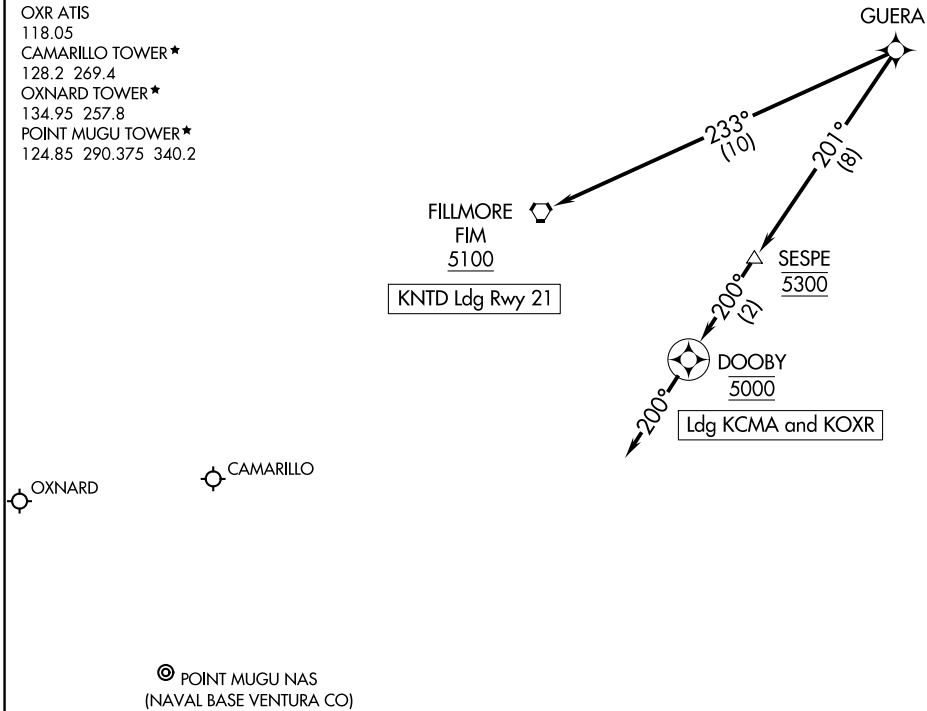 OXR ATIS
118.05
CAMARILLO TOWER★
128.2 269.4
OXNARD TOWER★
134.95 257.8
POINT MUGU TOWER★
124.85 290.375 340.2
GUERA
233°
(10)
201°
(8)
FILLMORE
FIM
5100
KNTD Ldg Rwy 21
SESPE
5300
200°
(2)
DOOBY
5000
200°
Ldg KCMA and KOXR
CAMARILLO
OXNARD
POINT MUGU NAS
(NAVAL BASE VENTURA CO)